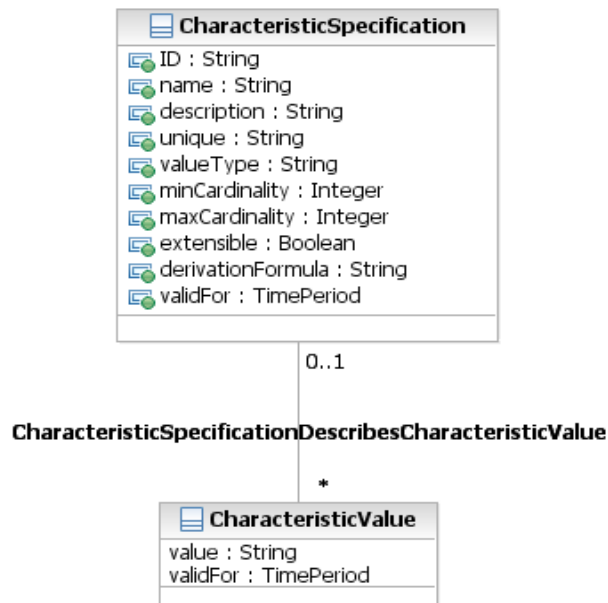 CharacteristicSpecification
ID : String
name : String
description : String
unique : String
valueType : String
minCardinality : Integer
maxCardinality : Integer
extensible : Boolean
derivationFormula : String
validFor : TimePeriod
0..1
CharacteristicSpecificationDescribesCharacteristicValue
*
CharacteristicValue
value : String
validFor : TimePeriod